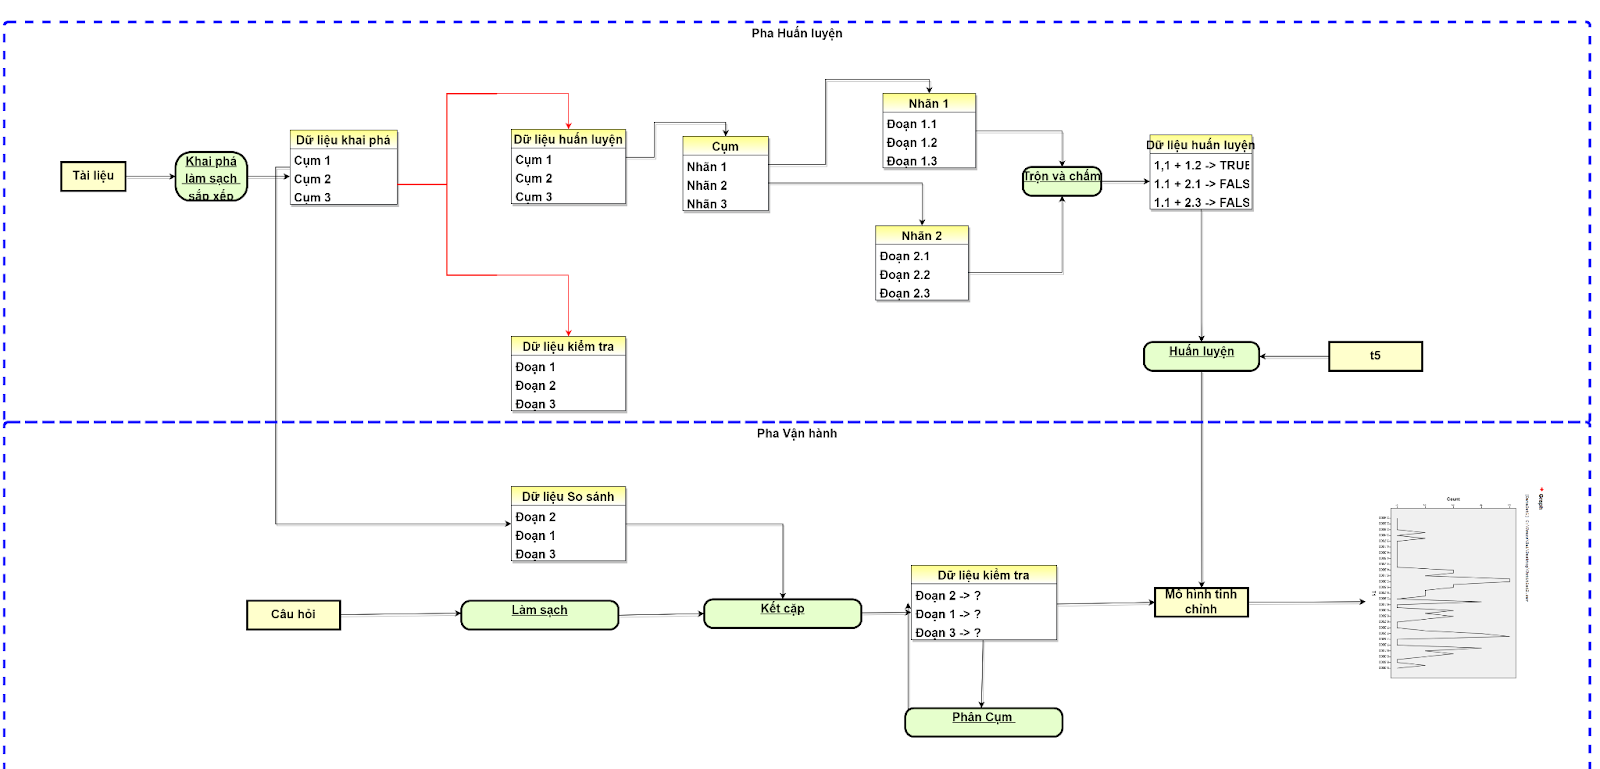 Pha Huấn luyện
Tài liệu
Khai phá
làm sạch
sắp xếp
Dữ liệu khai phá
Cụm 1
Cụm 2
Cụm 3
Dữ liệu huấn luyện
Cụm 1
Cụm 2
Cụm 3
Cụm
Nhãn 1
Nhãn 2
Nhãn 3
Nhãn 1
Đoạn 1.1
Đoạn 1.2
Đoạn 1.3
Nhãn 2
Đoạn 2.1
Đoạn 2.2
Đoạn 2.3
Trộn và chấm
Dữ liệu huấn luyện
1,1 + 1.2 -> TRUE
1.1 + 2.1 -> FALS
1.1 + 2.3 -> FALS
Dữ liệu kiểm tra
Đoạn 1
Đoạn 2
Đoạn 3
Huấn luyện
t5
Pha Vận hành
Dữ liệu So sánh
Đoạn 2
Đoạn 1
Đoạn 3
Câu hỏi
Làm sạch
Kết cặp
Dữ liệu kiểm tra
Đoạn 2 -> ?
Đoạn 1 -> ?
Đoạn 3 -> ?
Phân Cụm
Mô hình tinh
chỉnh
Count
Graph